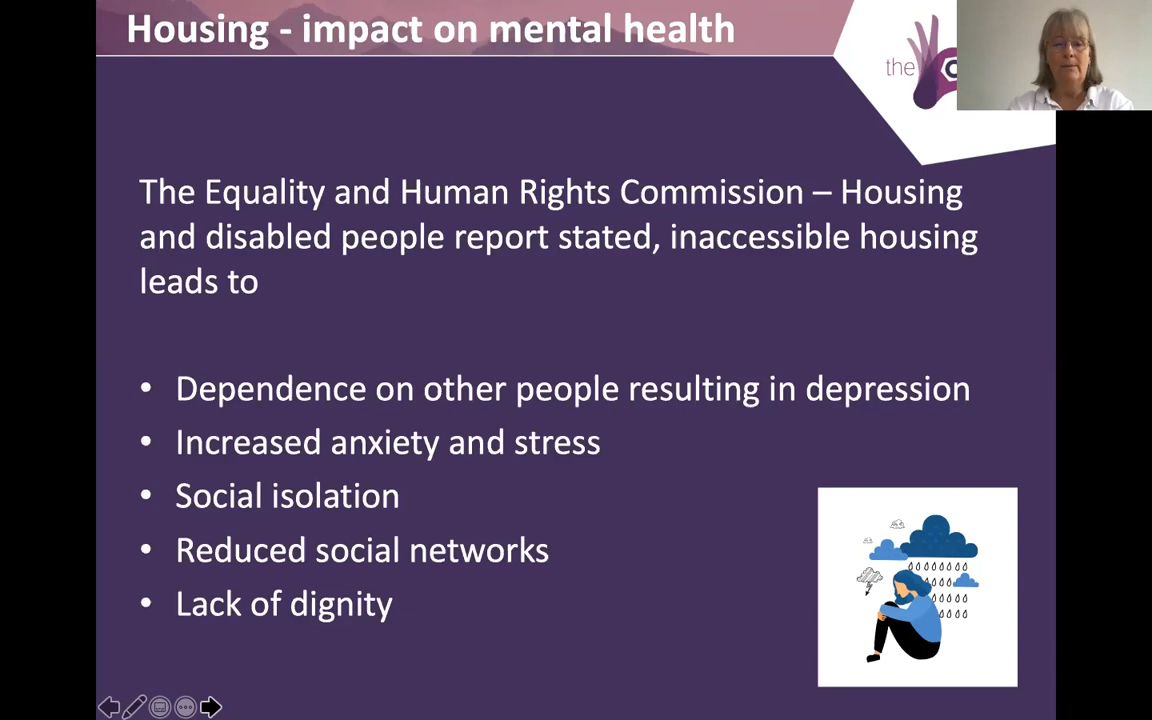 Housing - impact on mental health
the
The Equality and Human Rights Commission – Housing
and disabled people report stated, inaccessible housing
leads to
• Dependence on other people resulting in depression
• Increased anxiety and stress
• Social isolation
• Reduced social networks
• Lack of dignity